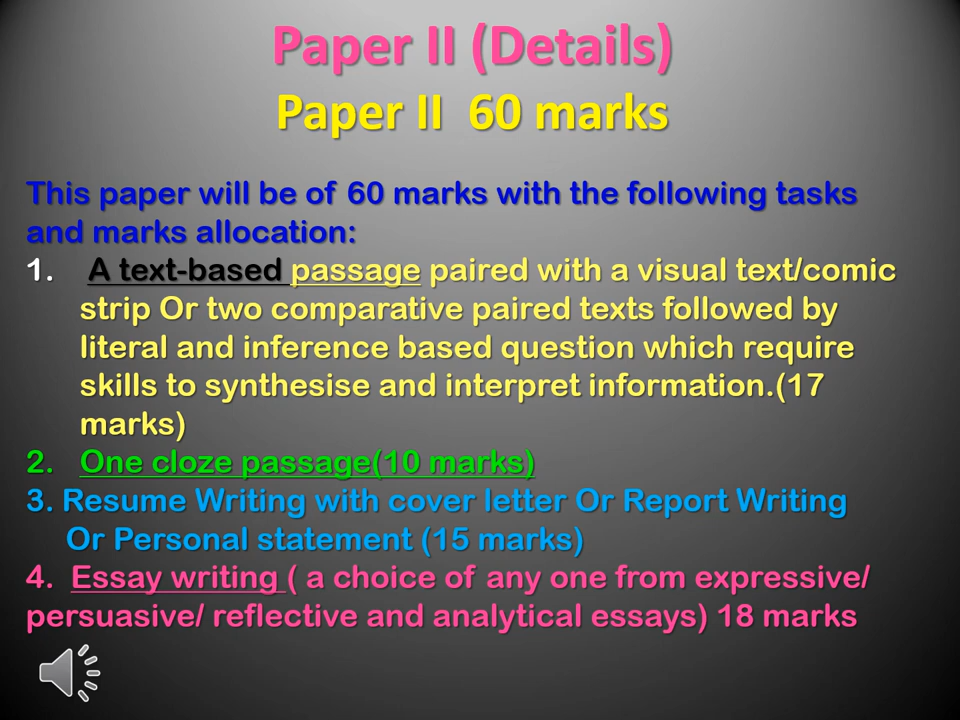 Paper II (Details)
Paper II  60 marks
This paper will be of 60 marks with the following tasks
and marks allocation:
1. A text-based passage paired with a visual text/comic
strip Or two comparative paired texts followed by
literal and inference based question which require
skills to synthesise and interpret information.(17
marks)
2. One cloze passage(10 marks)
3. Resume Writing with cover letter Or Report Writing
Or Personal statement (15 marks)
4. Essay writing ( a choice of any one from expressive/
persuasive/ reflective and analytical essays) 18 marks